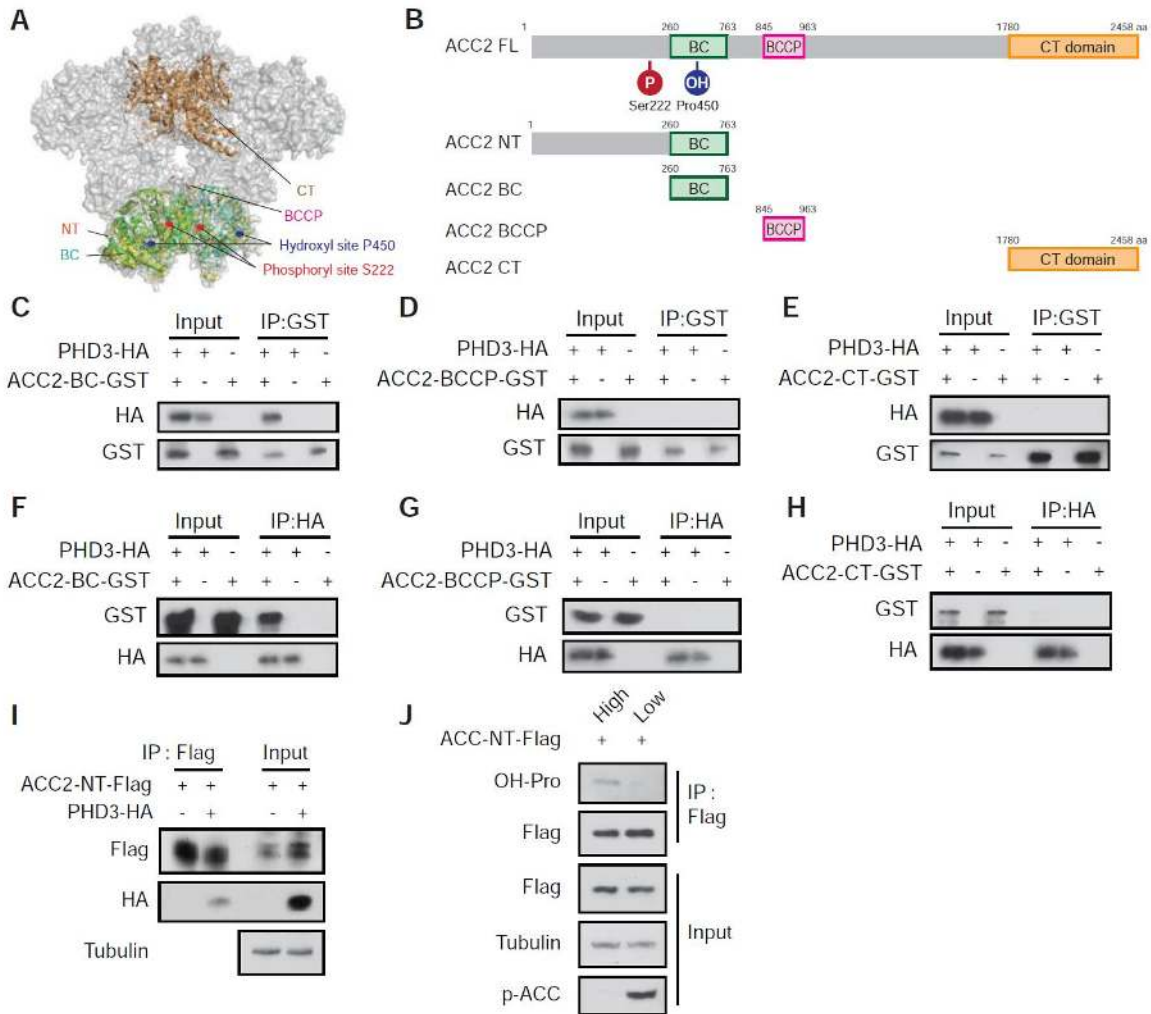 A
CT
BCCP
NT
BC
Hydroxyl site P450
Phosphoryl site S222
B
1 260 763 845 963 1780 2458 aa
ACC2 FL BC BCCP CT domain
P OH
Ser222 Pro450
1 260 763
ACC2 NT BC
260 763
ACC2 BC BC
845 963
ACC2 BCCP BCCP
1780 2458 aa
ACC2 CT CT domain
C
Input IP:GST
PHD3-HA + + - + + -
ACC2-BC-GST + - + + - +
HA
GST
D
Input IP:GST
PHD3-HA + + - + + -
ACC2-BCCP-GST + - + + - +
HA
GST
E
Input IP:GST
PHD3-HA + + - + + -
ACC2-CT-GST + - + + - +
HA
GST
F
Input IP:HA
PHD3-HA + + - + + -
ACC2-BC-GST + - + + - +
GST
HA
G
Input IP:HA
PHD3-HA + + - + + -
ACC2-BCCP-GST + - + + - +
GST
HA
H
Input IP:HA
PHD3-HA + + - + + -
ACC2-CT-GST + - + + - +
GST
HA
I
IP : Flag Input
ACC2-NT-Flag + + + +
PHD3-HA - + - +
Flag
HA
Tubulin
J
High Low
ACC-NT-Flag + +
OH-Pro
Flag
IP :
Flag
Flag
Tubulin
p-ACC
Input